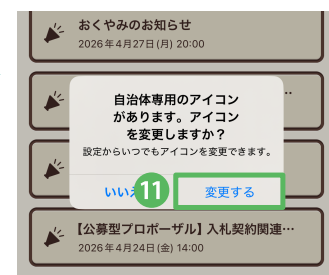 おくやみのお知らせ
2026年4月27日(月) 20:00
自治体専用のアイコン
があります。アイコン
を変更しますか？
設定からいつでもアイコンを変更できます。
いいえ
11
変更する
【公募型プロポーザル】入札契約関連…
2026年4月24日(金) 14:00